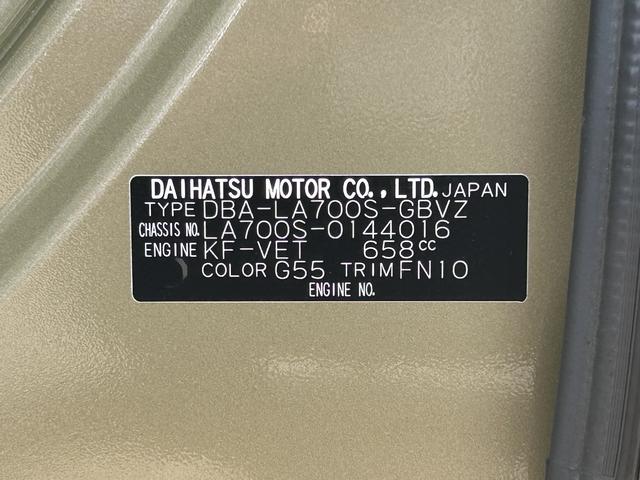 DAIHATSU MOTOR CO., LTD. JAPAN
TYPE DBA-LA700S-GBVZ
CHASSIS NO. LA700S-0144016
ENGINE KF-VET 658cc
COLOR G55 TRIM FN10
ENGINE NO.